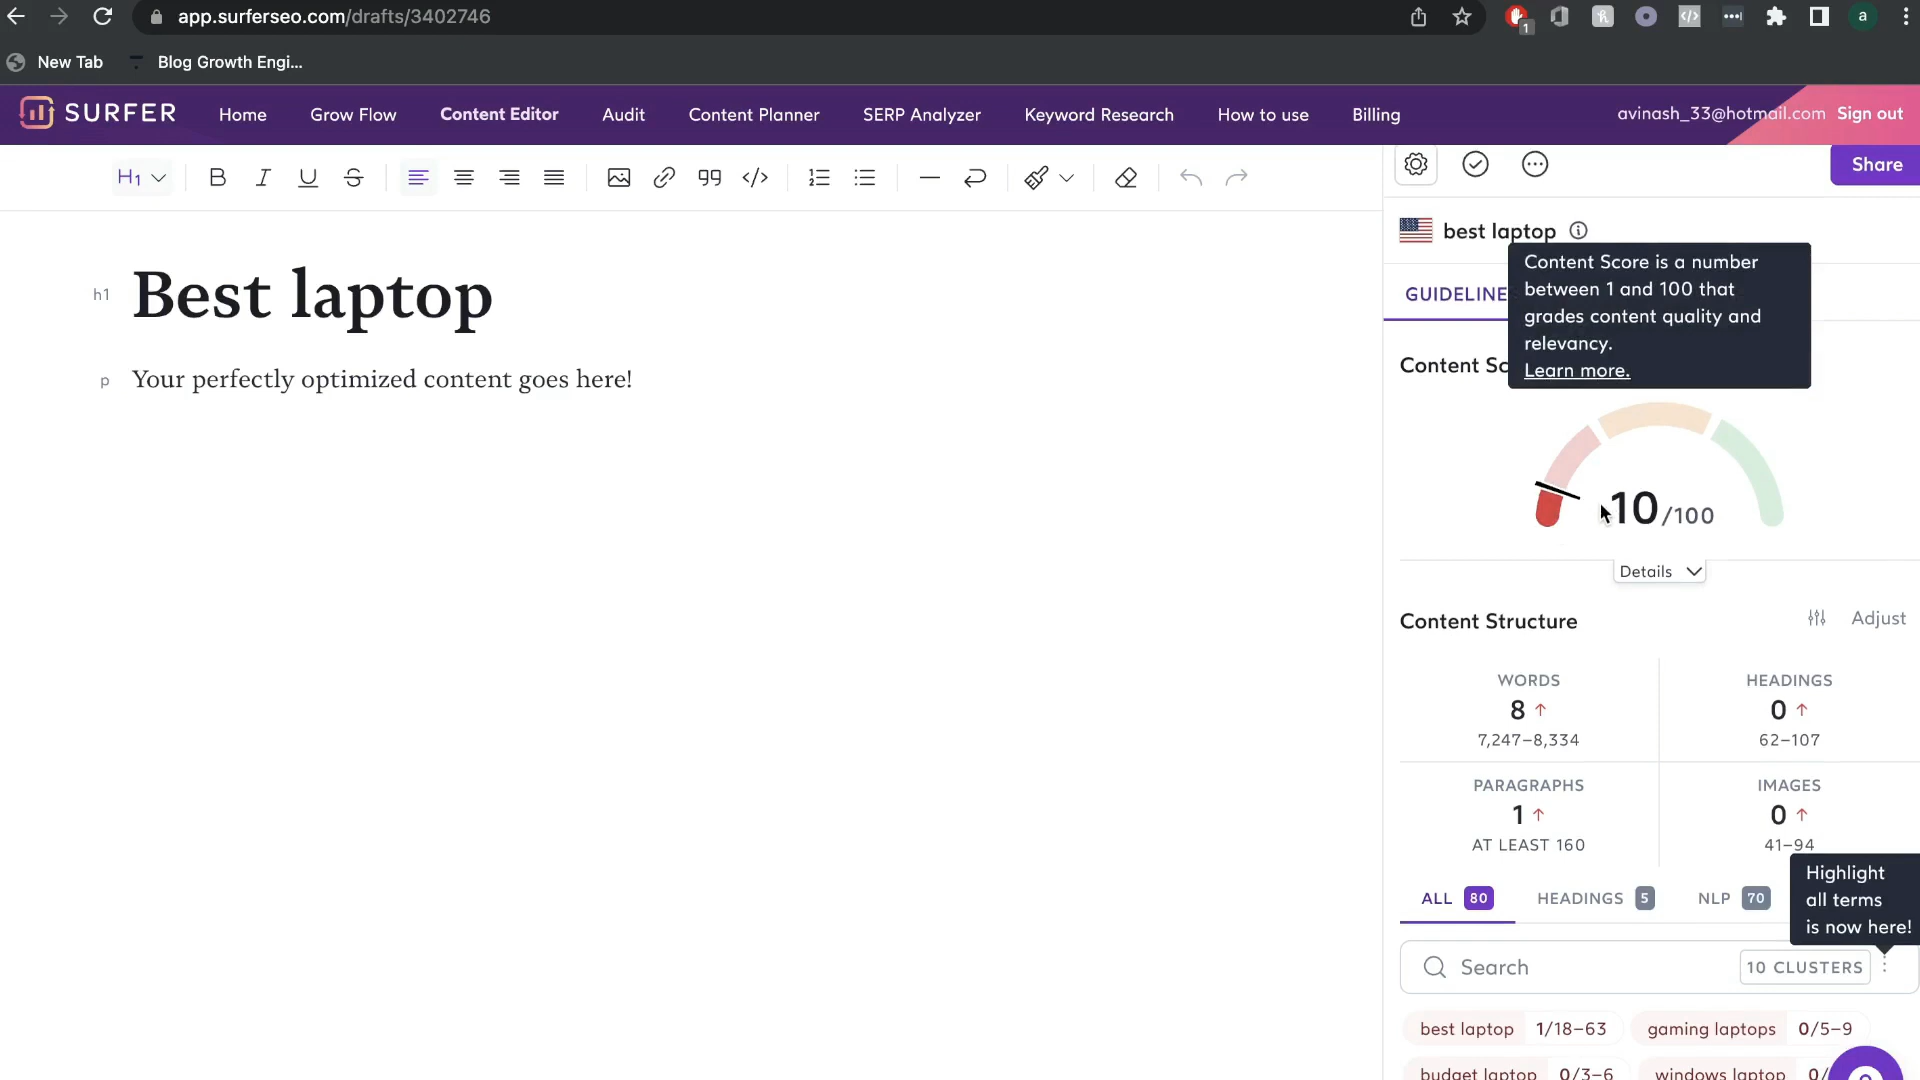 app.surferseo.com/drafts/3402746
1
a
New Tab
Blog Growth Engi...
SURFER
Home
Grow Flow
Content Editor
Audit
Content Planner
SERP Analyzer
Keyword Research
How to use
Billing
avinash_33@hotmail.com
Sign out
H1
Share
best laptop
Content Score is a number
between 1 and 100 that
grades content quality and
relevancy.
Learn more.
GUIDELINE
Content Sc
h1
Best laptop
p
Your perfectly optimized content goes here!
10/100
Details
Content Structure
Adjust
WORDS
8
7,247–8,334
HEADINGS
0
62–107
PARAGRAPHS
1
AT LEAST 160
IMAGES
0
41–94
Highlight
all terms
is now here!
ALL 80
HEADINGS 5
NLP 70
Search
10 CLUSTERS
best laptop 1/18–63
gaming laptops 0/5–9
budget laptop 0/3–6
windows laptop 0/